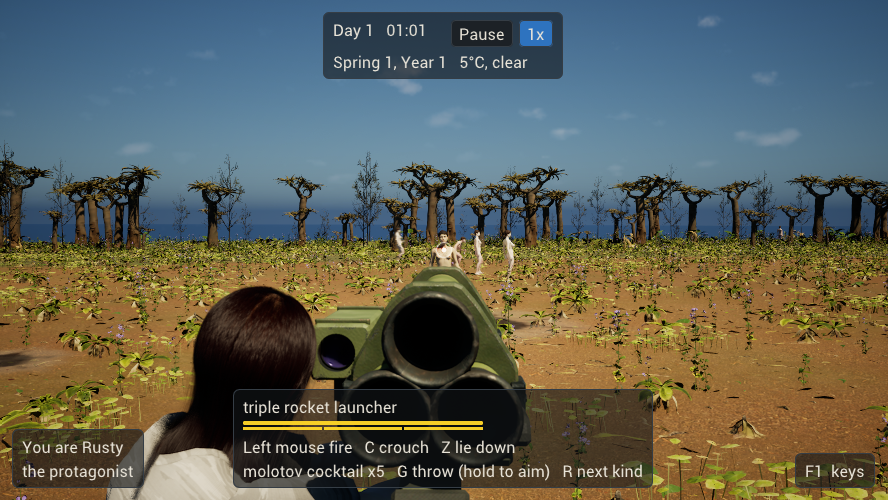 Day 1 01:01 Pause 1x
Spring 1, Year 1 5°C, clear
triple rocket launcher
Left mouse fire C crouch Z lie down
molotov cocktail x5 G throw (hold to aim) R next kind
You are Rusty
the protagonist
F1 keys